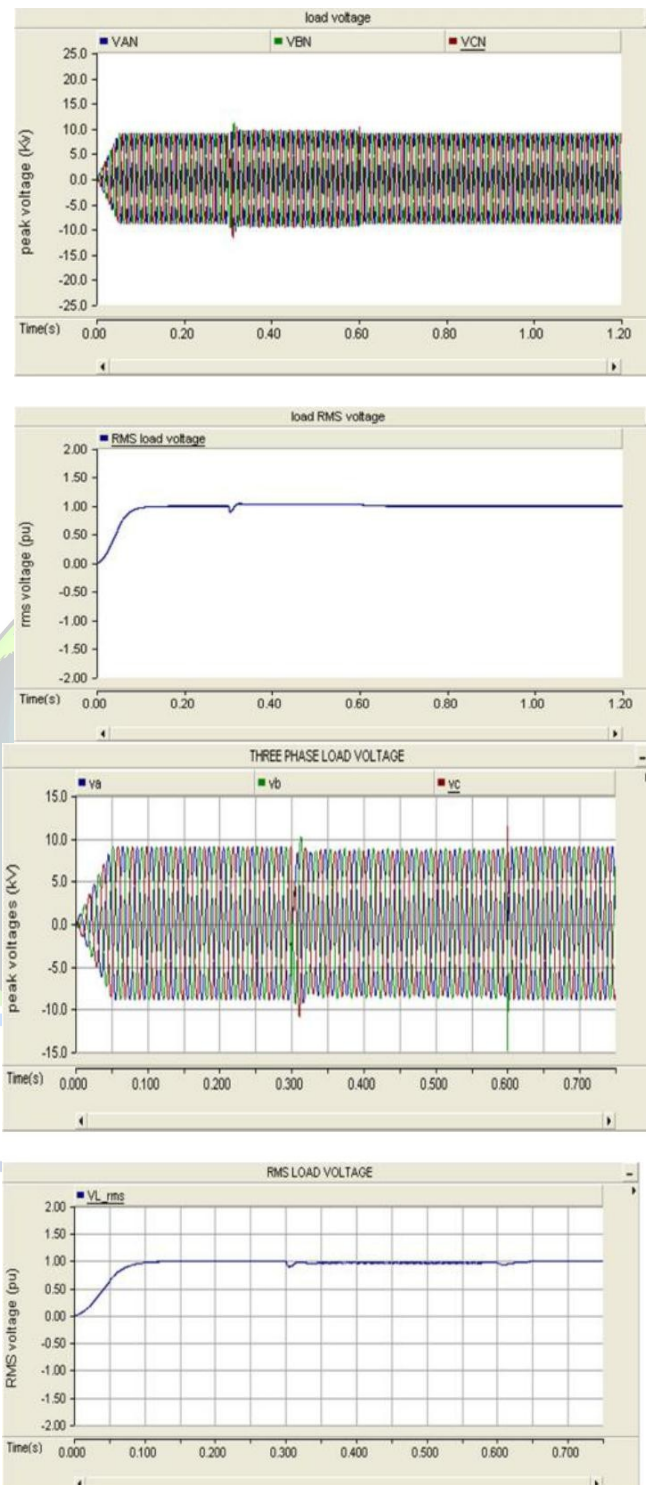 load voltage
VAN VBN VCN
25.0
20.0
15.0
10.0
5.0
0.0
-5.0
-10.0
-15.0
-20.0
-25.0
peak voltage (Kv)
Time(s) 0.00 0.20 0.40 0.60 0.80 1.00 1.20
load RMS voltage
RMS load voltage
2.00
1.50
1.00
0.50
0.00
-0.50
-1.00
-1.50
-2.00
rms voltage (pu)
Time(s) 0.00 0.20 0.40 0.60 0.80 1.00 1.20
THREE PHASE LOAD VOLTAGE
va vb vc
15.0
10.0
5.0
0.0
-5.0
-10.0
-15.0
peak voltages (KV)
Time(s) 0.000 0.100 0.200 0.300 0.400 0.500 0.600 0.700
RMS LOAD VOLTAGE
VL_rms
2.00
1.50
1.00
0.50
0.00
-0.50
-1.00
-1.50
-2.00
RMS voltage (pu)
Time(s) 0.000 0.100 0.200 0.300 0.400 0.500 0.600 0.700